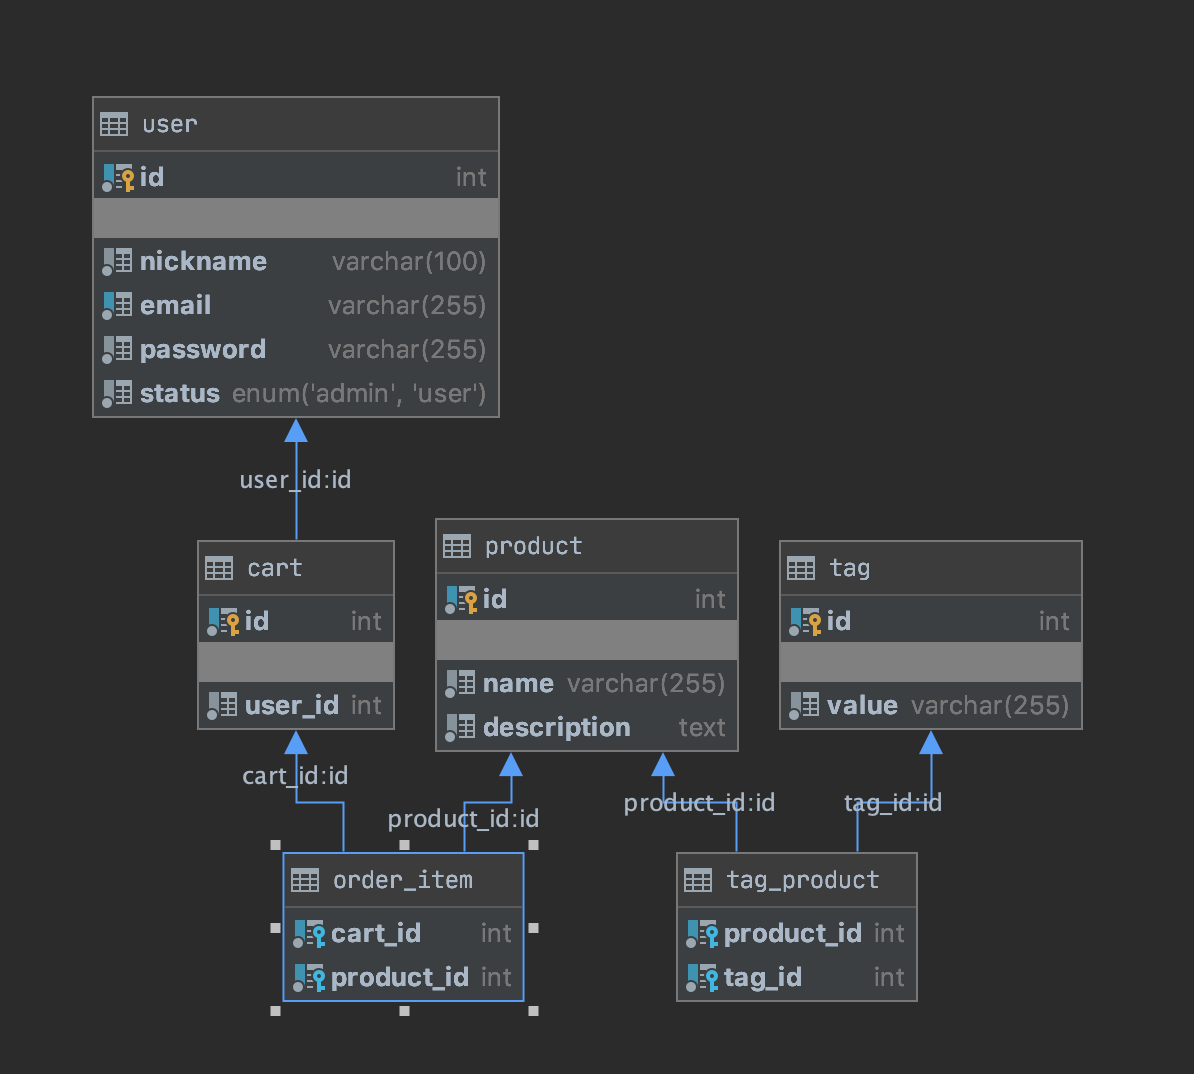 user
id int
nickname varchar(100)
email varchar(255)
password varchar(255)
status enum('admin', 'user')
user_id:id
cart
id int
user_id int
product
id int
name varchar(255)
description text
tag
id int
value varchar(255)
cart_id:id
product_id:id
product_id:id
tag_id:id
order_item
cart_id int
product_id int
tag_product
product_id int
tag_id int